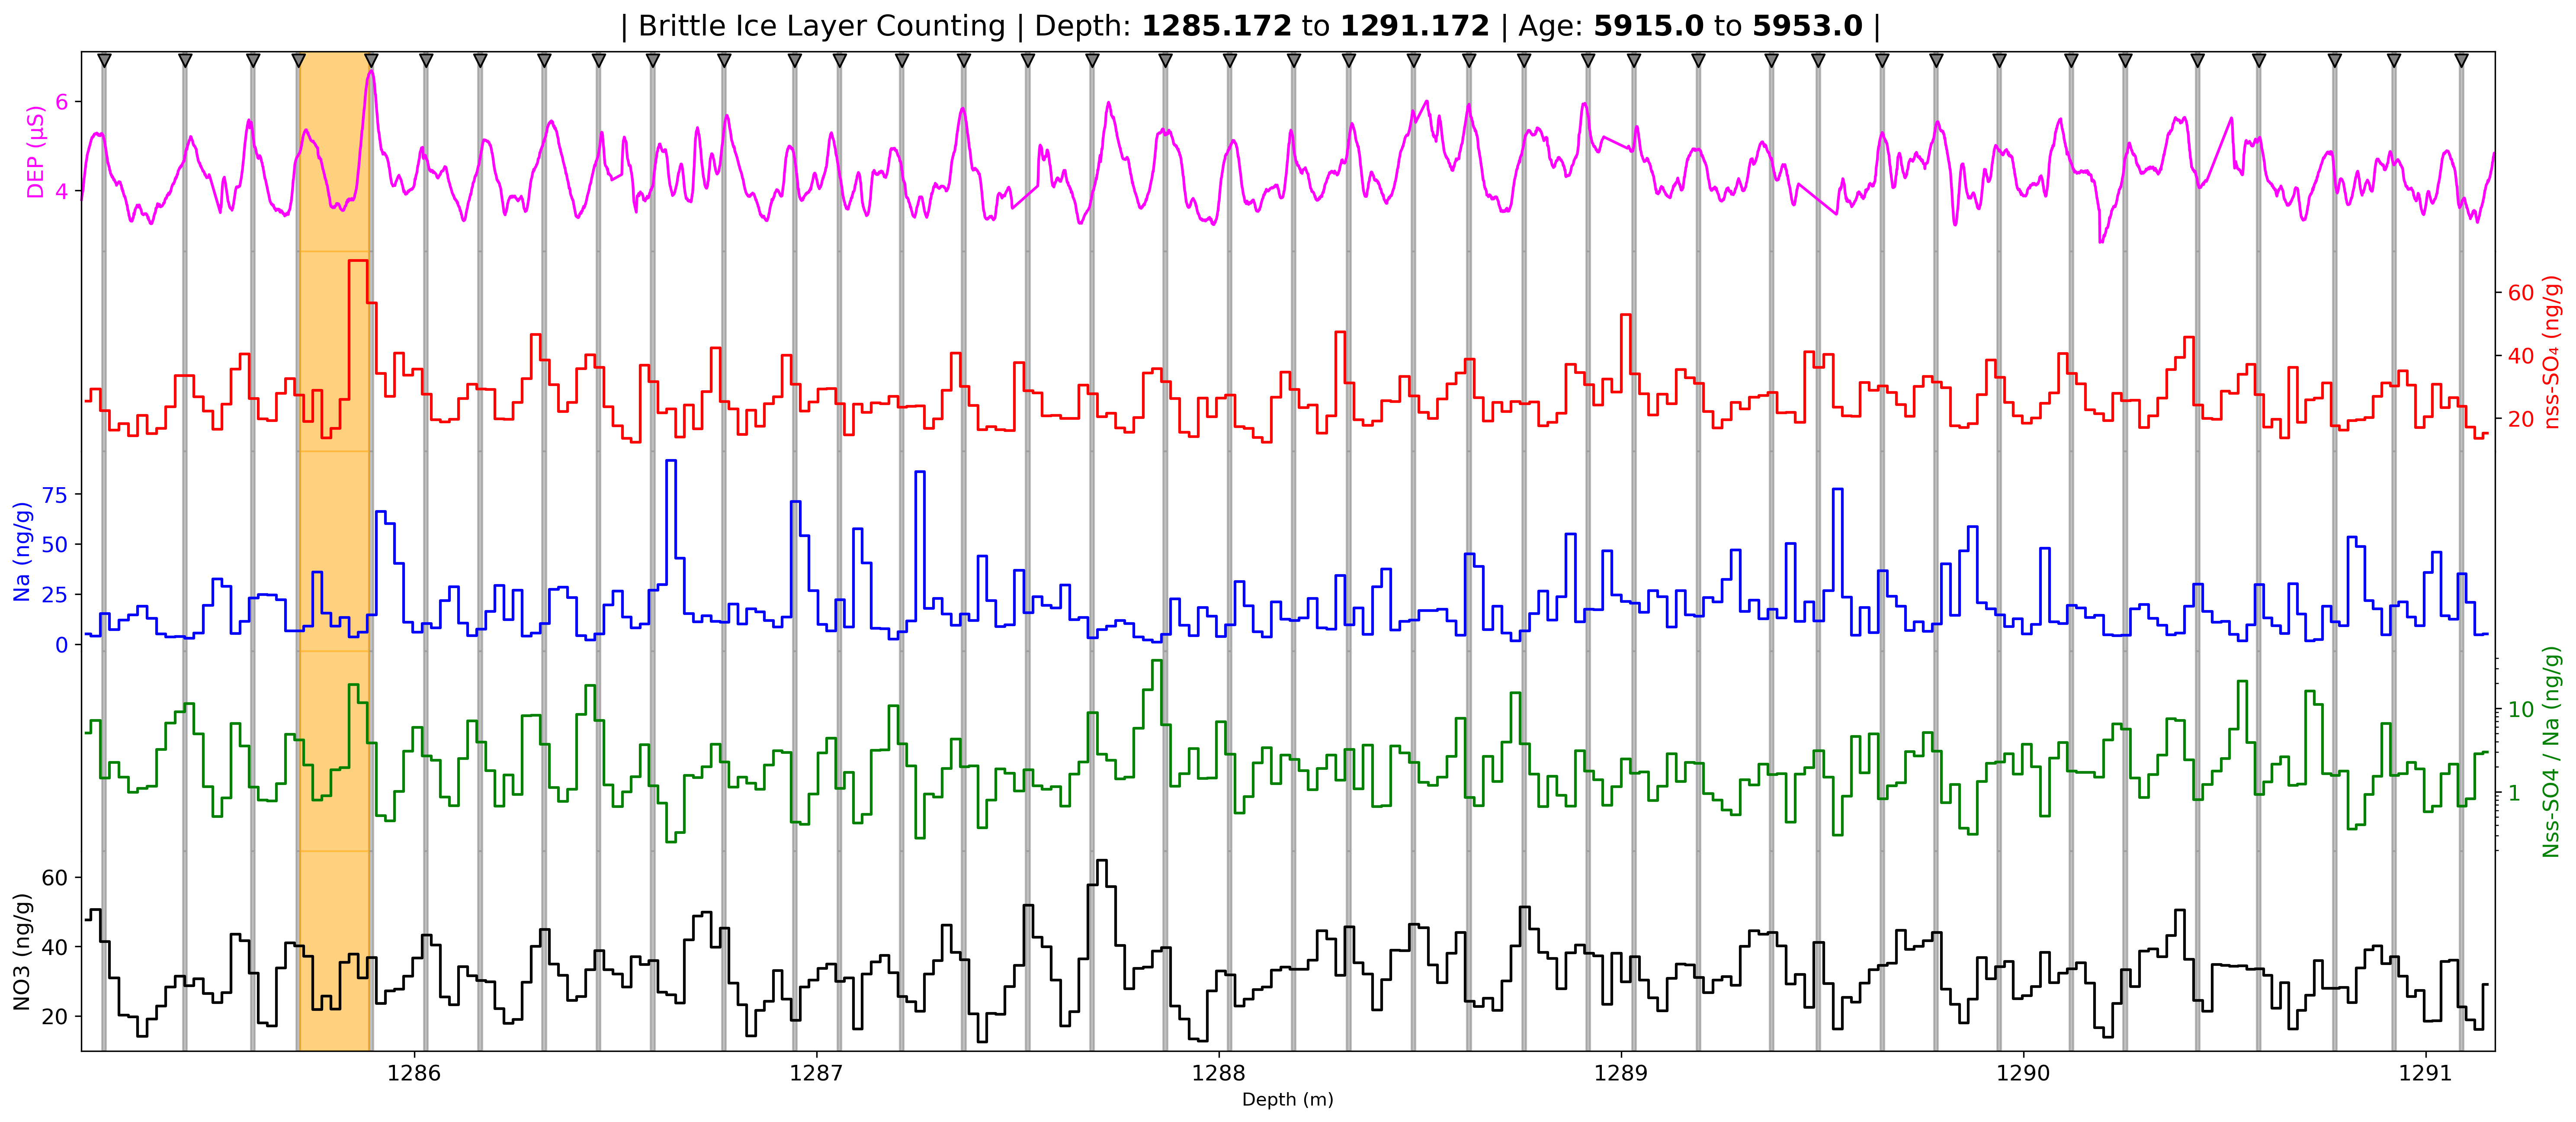 | Brittle Ice Layer Counting | Depth: 1285.172 to 1291.172 | Age: 5915.0 to 5953.0 |
DEP (μS)
6
4
nss-SO₄ (ng/g)
60
40
20
Na (ng/g)
75
50
25
0
Nss-SO4 / Na (ng/g)
10
1
NO3 (ng/g)
60
40
20
1286 1287 1288 1289 1290 1291
Depth (m)